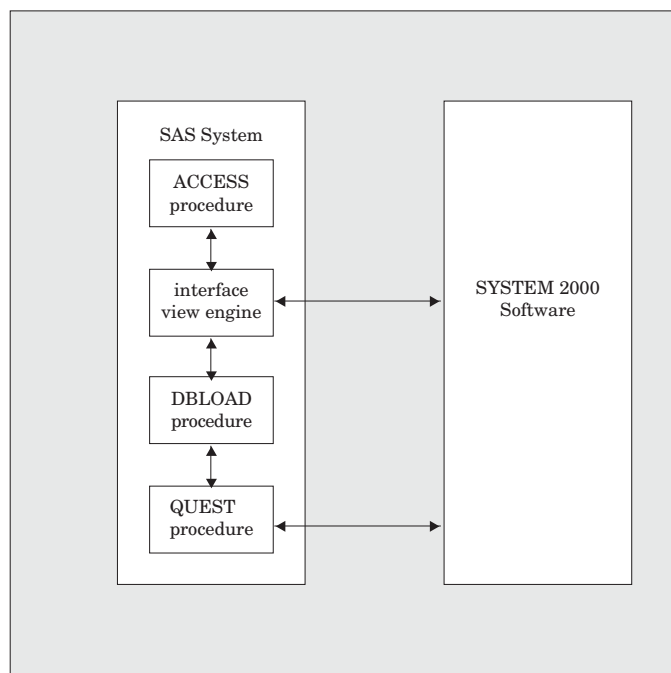 SAS System
ACCESS
procedure
interface
view engine
DBLOAD
procedure
QUEST
procedure
SYSTEM 2000
Software